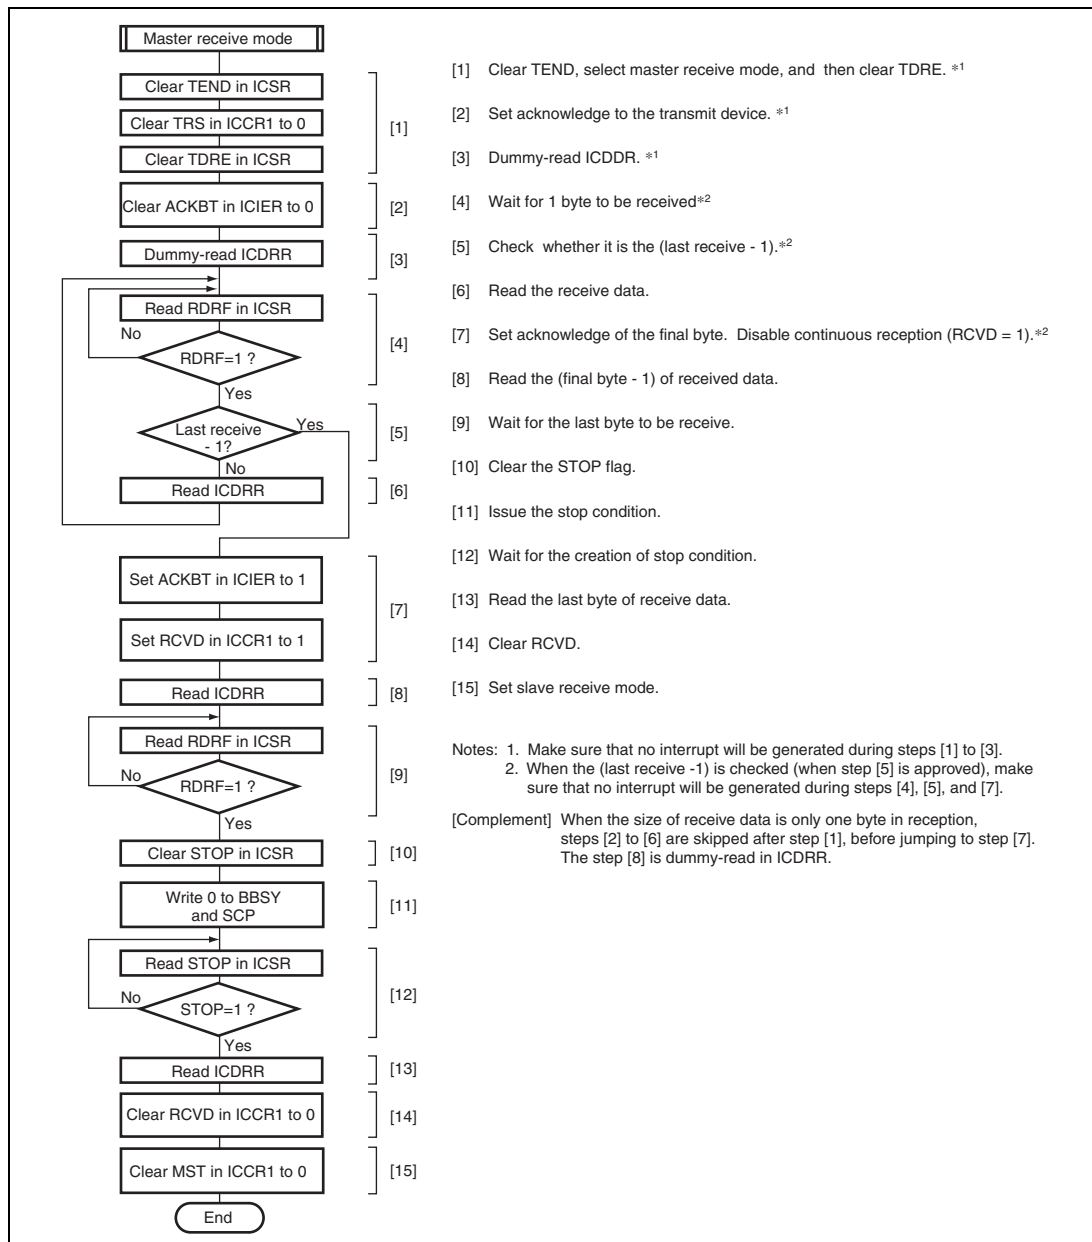 Master receive mode
Clear TEND in ICSR
Clear TRS in ICCR1 to 0
Clear TDRE in ICSR
[1]
Clear ACKBT in ICIER to 0
[2]
Dummy-read ICDRR
[3]
Read RDRF in ICSR
No
RDRF=1 ?
[4]
Yes
Last receive
- 1?
Yes
[5]
No
Read ICDRR
[6]
Set ACKBT in ICIER to 1
Set RCVD in ICCR1 to 1
[7]
Read ICDRR
[8]
Read RDRF in ICSR
No
RDRF=1 ?
[9]
Yes
Clear STOP in ICSR
[10]
Write 0 to BBSY
and SCP
[11]
Read STOP in ICSR
No
STOP=1 ?
[12]
Yes
Read ICDRR
[13]
Clear RCVD in ICCR1 to 0
[14]
Clear MST in ICCR1 to 0
[15]
End
[1] Clear TEND, select master receive mode, and then clear TDRE. *1
[2] Set acknowledge to the transmit device. *1
[3] Dummy-read ICDDR. *1
[4] Wait for 1 byte to be received*2
[5] Check whether it is the (last receive - 1).*2
[6] Read the receive data.
[7] Set acknowledge of the final byte. Disable continuous reception (RCVD = 1).*2
[8] Read the (final byte - 1) of received data.
[9] Wait for the last byte to be receive.
[10] Clear the STOP flag.
[11] Issue the stop condition.
[12] Wait for the creation of stop condition.
[13] Read the last byte of receive data.
[14] Clear RCVD.
[15] Set slave receive mode.
Notes: 1. Make sure that no interrupt will be generated during steps [1] to [3].
2. When the (last receive -1) is checked (when step [5] is approved), make
sure that no interrupt will be generated during steps [4], [5], and [7].
[Complement] When the size of receive data is only one byte in reception,
steps [2] to [6] are skipped after step [1], before jumping to step [7].
The step [8] is dummy-read in ICDRR.